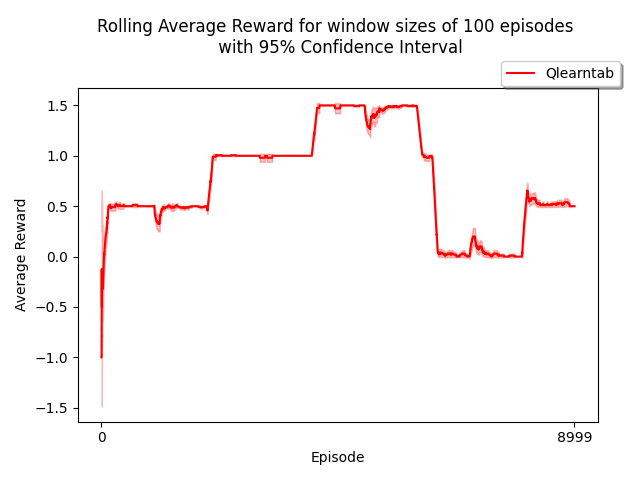 Rolling Average Reward for window sizes of 100 episodes
with 95% Confidence Interval
Qlearntab
1.5
1.0
0.5
0.0
−0.5
−1.0
−1.5
Average Reward
0
8999
Episode